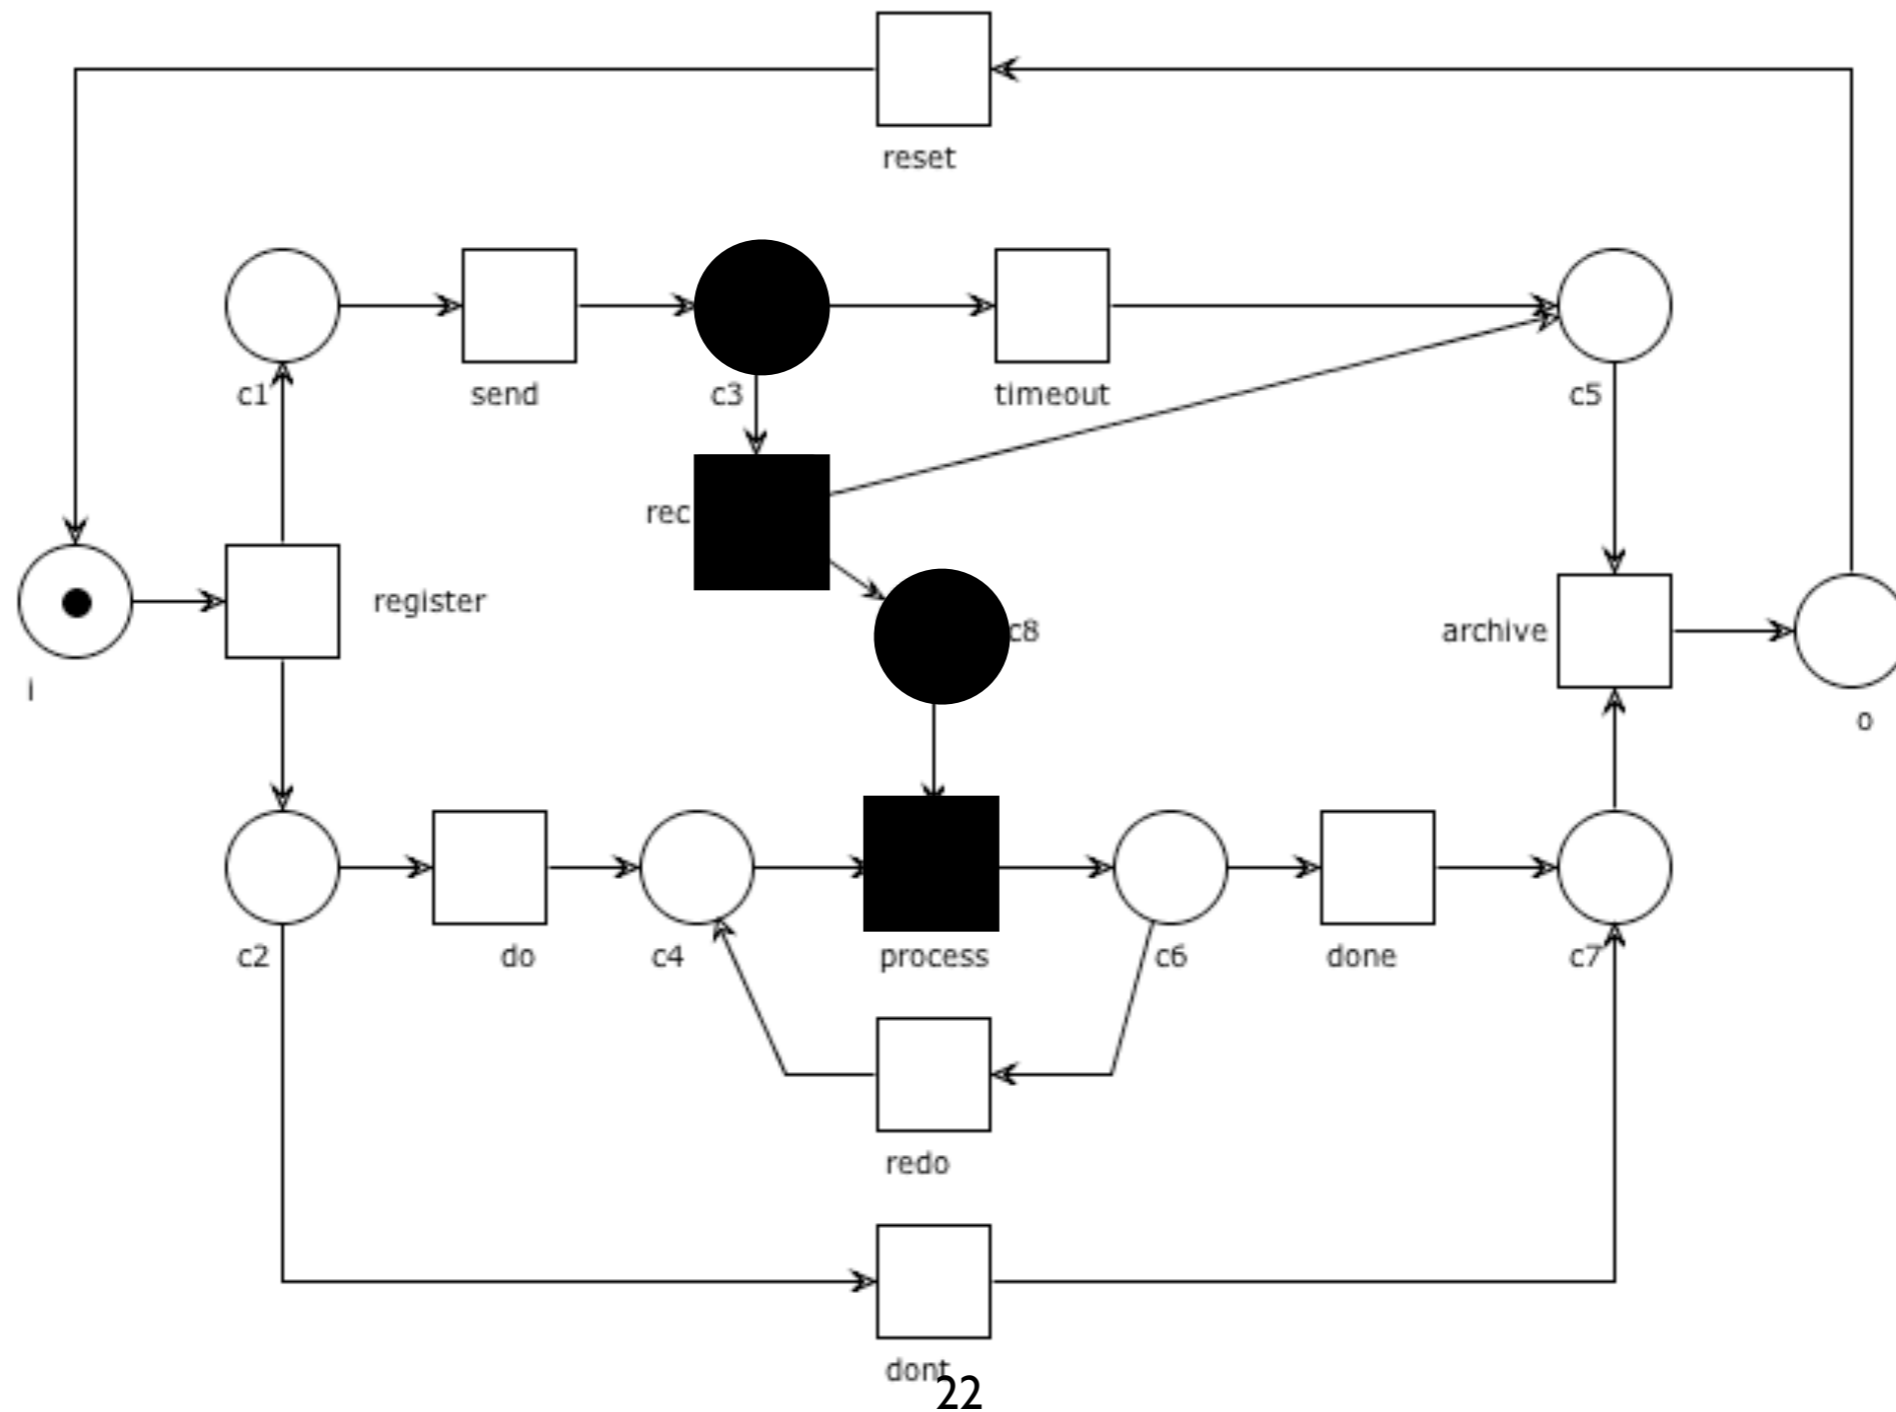 reset
c1
send
c3
timeout
c5
rec
register
c8
archive
i
o
c2
do
c4
process
c6
done
c7
redo
dont
22